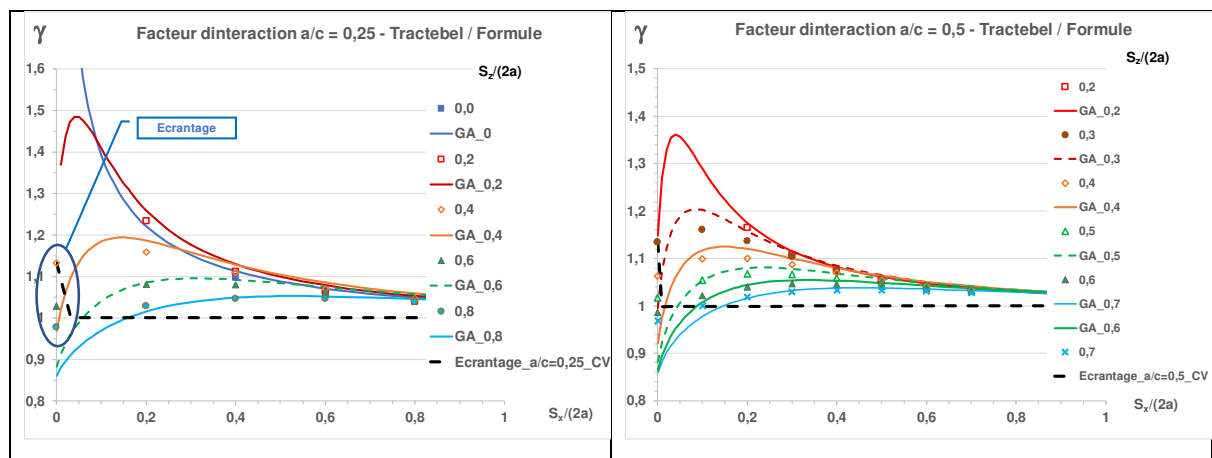 γ
Facteur dinteraction a/c = 0,25 - Tractebel / Formule
Sz/(2a)
1,6
1,5
1,4
1,3
1,2
1,1
1
0,9
0,8
Ecrantage
0,0
GA_0
0,2
GA_0,2
0,4
GA_0,4
0,6
GA_0,6
0,8
GA_0,8
Ecrantage_a/c=0,25_CV
0 0,2 0,4 0,6 0,8 1
Sx/(2a)
γ
Facteur dinteraction a/c = 0,5 - Tractebel / Formule
Sz/(2a)
1,5
1,4
1,3
1,2
1,1
1
0,9
0,8
0,2
GA_0,2
0,3
GA_0,3
0,4
GA_0,4
0,5
GA_0,5
0,6
GA_0,7
GA_0,6
0,7
Ecrantage_a/c=0,5_CV
0 0,2 0,4 0,6 0,8 1
Sx/(2a)